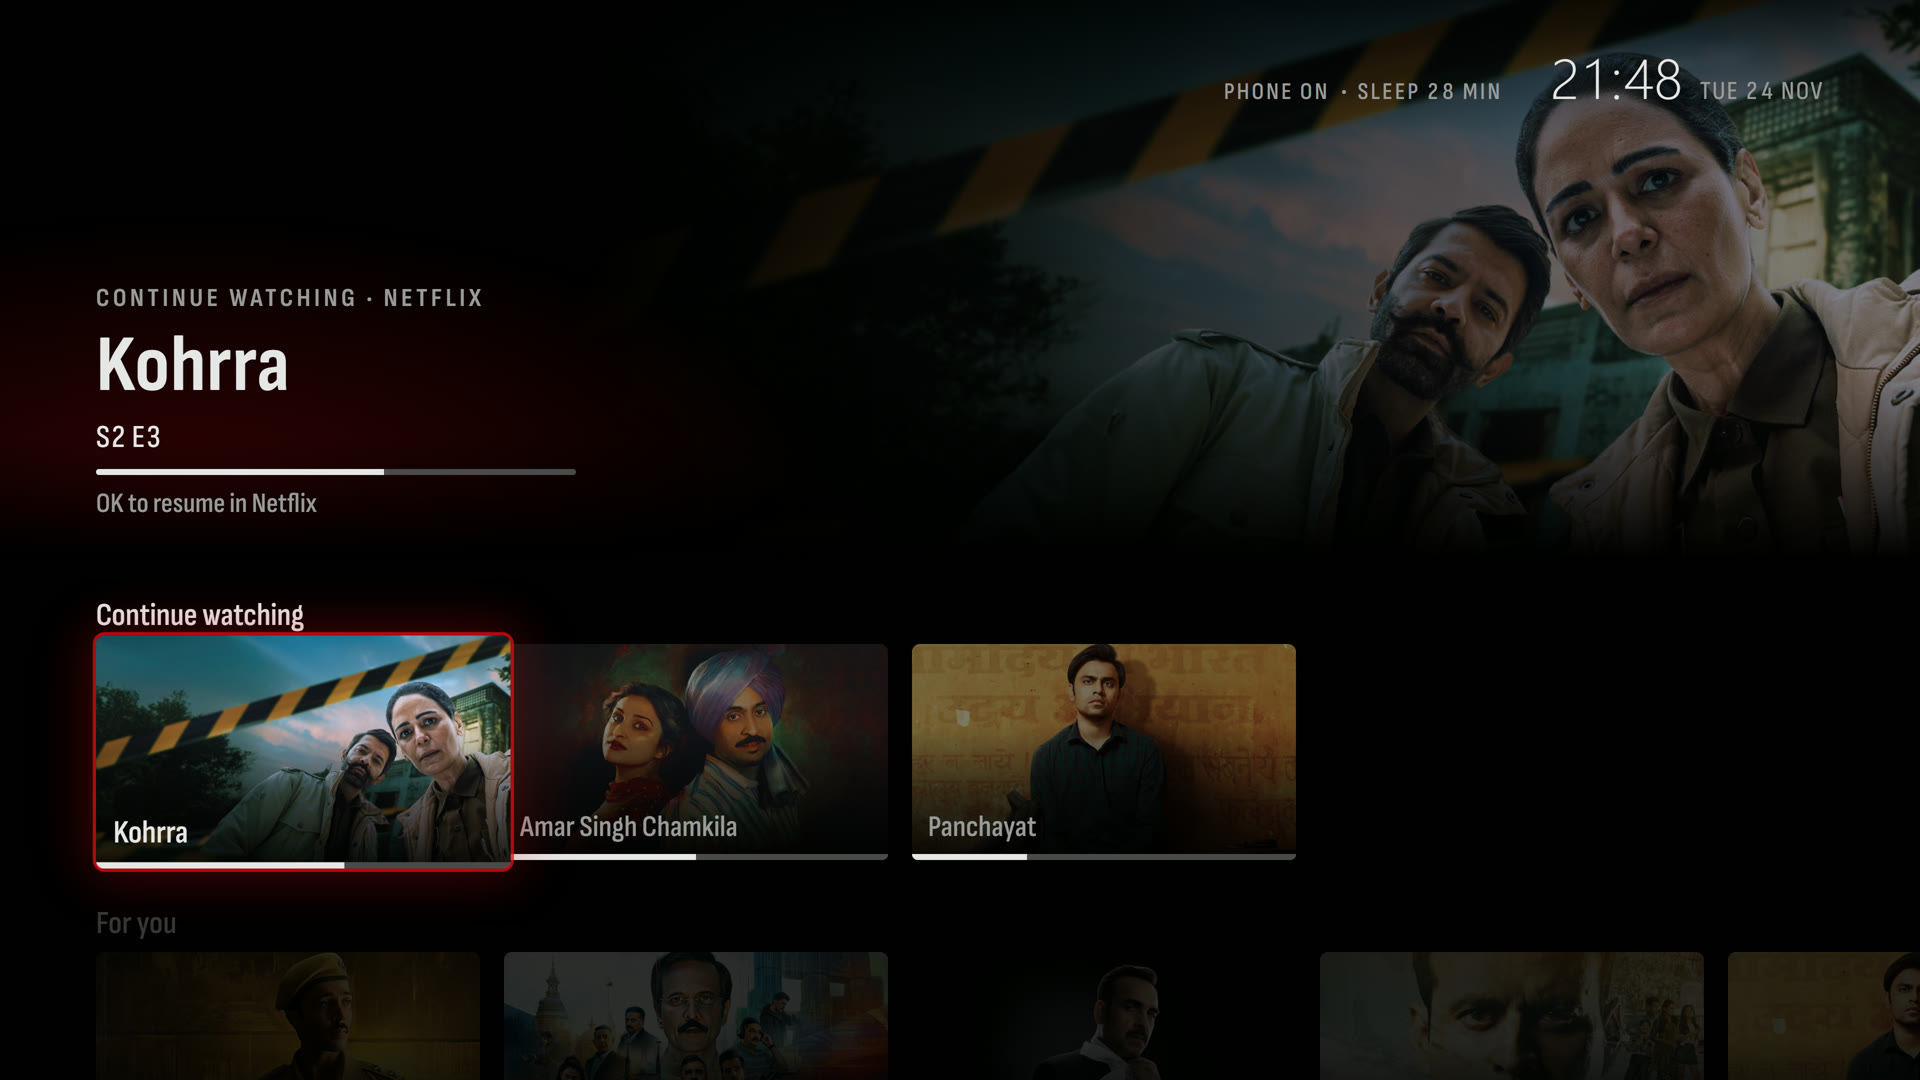 PHONE ON • SLEEP 28 MIN 21:48 TUE 24 NOV
CONTINUE WATCHING • NETFLIX
Kohrra
S2 E3
OK to resume in Netflix
Continue watching
Kohrra
Amar Singh Chamkila
Panchayat
For you